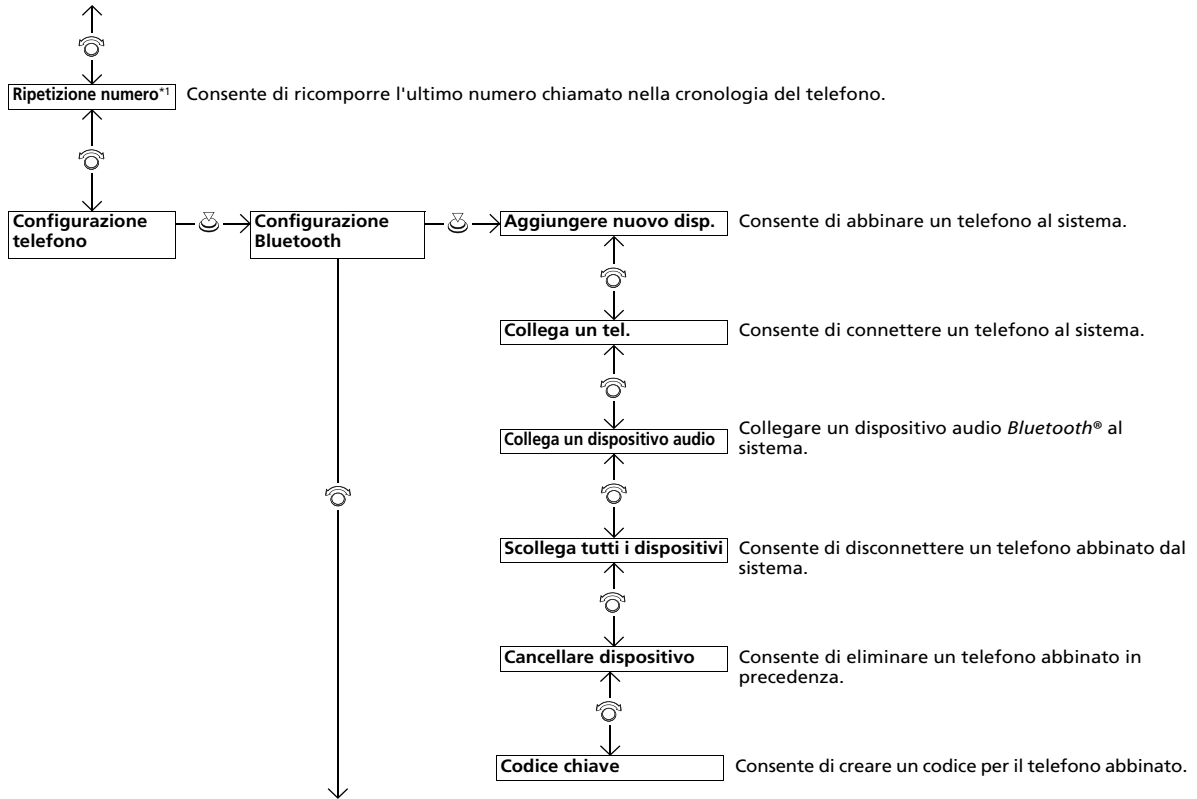 Ripetizione numero*1 Consente di ricomporre l'ultimo numero chiamato nella cronologia del telefono.
Configurazione
telefono
Configurazione
Bluetooth
Aggiungere nuovo disp. Consente di abbinare un telefono al sistema.
Collega un tel. Consente di connettere un telefono al sistema.
Collega un dispositivo audio Collegare un dispositivo audio Bluetooth® al
sistema.
Scollega tutti i dispositivi Consente di disconnettere un telefono abbinato dal
sistema.
Cancellare dispositivo Consente di eliminare un telefono abbinato in
precedenza.
Codice chiave Consente di creare un codice per il telefono abbinato.